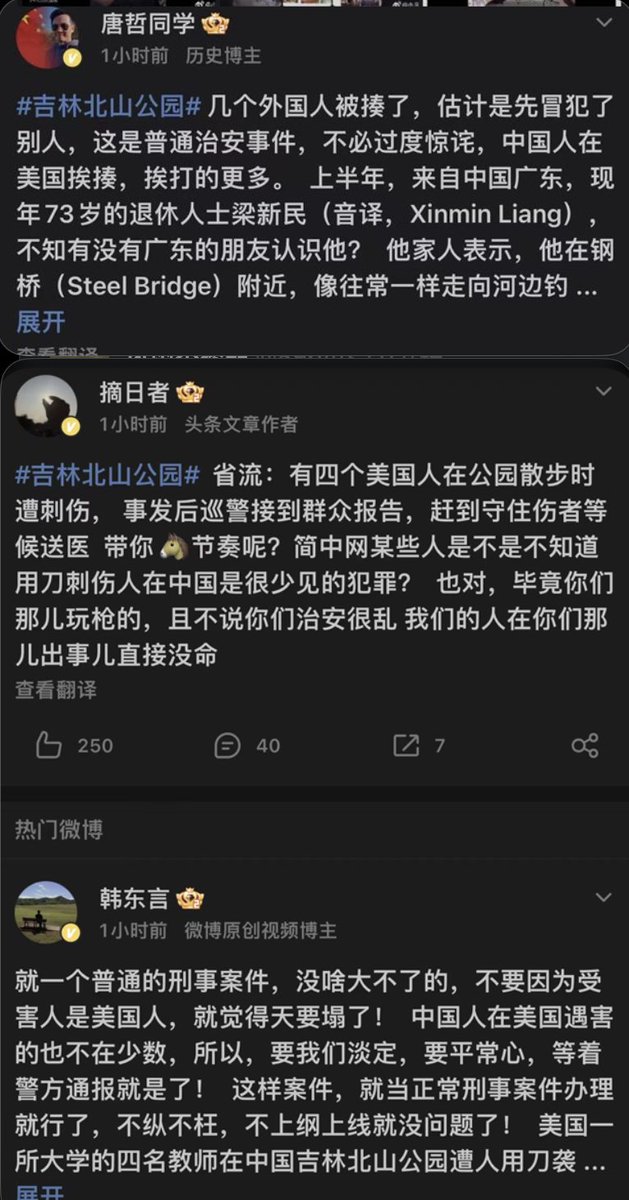 唐哲同学
1小时前 历史博主
#吉林北山公园# 几个外国人被揍了，估计是先冒犯了
别人，这是普通治安事件，不必过度惊诧，中国人在
美国挨揍，挨打的更多。 上半年，来自中国广东，现
年73岁的退休人士梁新民（音译，Xinmin Liang），
不知有没有广东的朋友认识他？ 他家人表示，他在钢
桥（Steel Bridge）附近，像往常一样走向河边钓 ...
展开
查看翻译
摘日者
1小时前 头条文章作者
#吉林北山公园# 省流：有四个美国人在公园散步时
遭刺伤， 事发后巡警接到群众报告，赶到守住伤者等
候送医 带你🐴节奏呢？简中网某些人是不是不知道
用刀刺伤人在中国是很少见的犯罪？ 也对，毕竟你们
那儿玩枪的，且不说你们治安很乱 我们的人在你们那
儿出事儿直接没命
查看翻译
250 40 7
热门微博
韩东言
1小时前 微博原创视频博主
就一个普通的刑事案件，没啥大不了的，不要因为受
害人是美国人，就觉得天要塌了！ 中国人在美国遇害
的也不在少数，所以，要我们淡定，要平常心，等着
警方通报就是了！ 这样案件，就当正常刑事案件办理
就行了，不纵不枉，不上纲上线就没问题了！ 美国一
所大学的四名教师在中国吉林北山公园遭人用刀袭 ...
展开